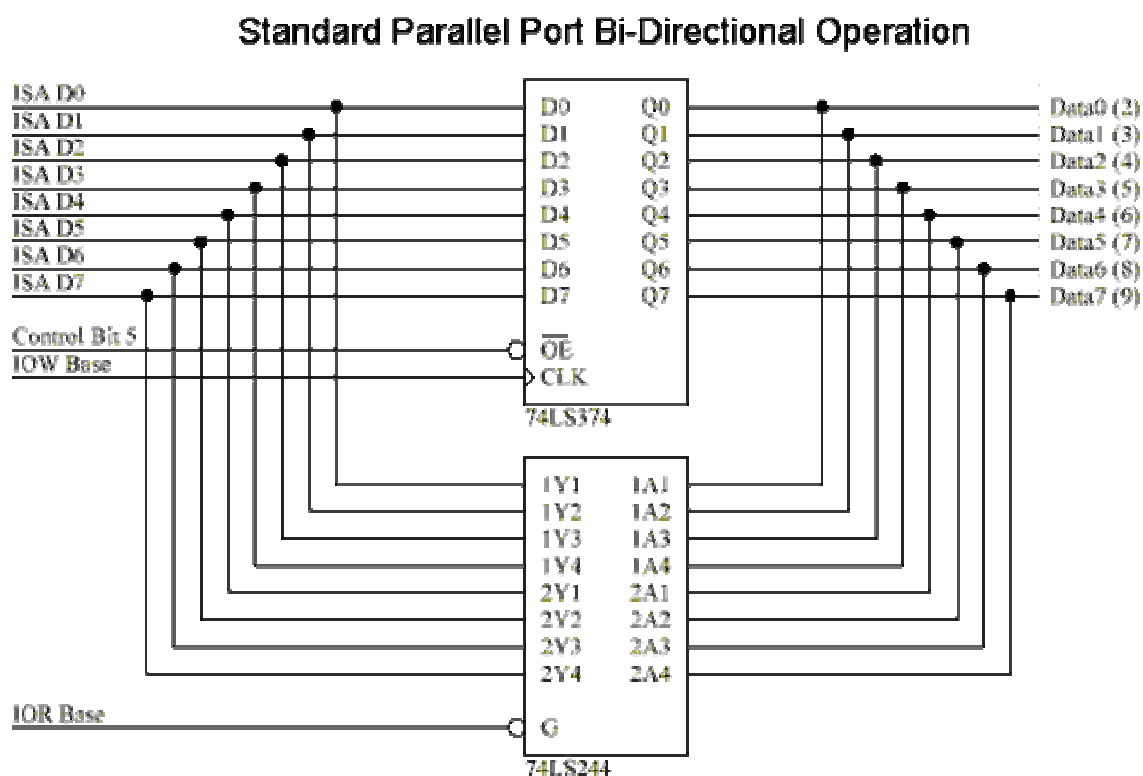 Standard Parallel Port Bi-Directional Operation
ISA D0
ISA D1
ISA D2
ISA D3
ISA D4
ISA D5
ISA D6
ISA D7
Control Bit 5
IOW Base
D0 Q0
D1 Q1
D2 Q2
D3 Q3
D4 Q4
D5 Q5
D6 Q6
D7 Q7
OE
CLK
74LS374
Data0 (2)
Data1 (3)
Data2 (4)
Data3 (5)
Data4 (6)
Data5 (7)
Data6 (8)
Data7 (9)
1Y1 1A1
1Y2 1A2
1Y3 1A3
1Y4 1A4
2Y1 2A1
2Y2 2A2
2Y3 2A3
2Y4 2A4
IOR Base
G
74LS244